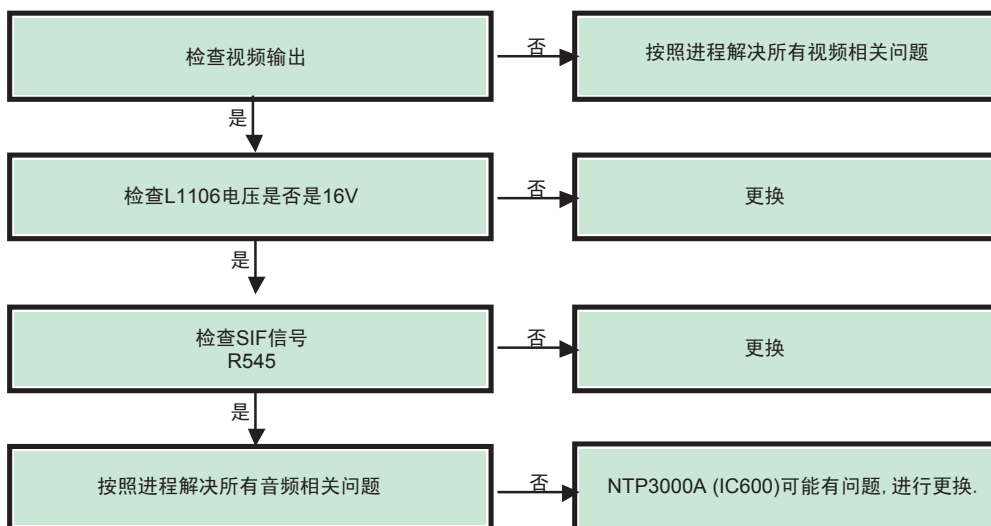 检查视频输出
否
按照进程解决所有视频相关问题
是
检查L1106电压是否是16V
否
更换
是
检查SIF信号
R545
否
更换
是
按照进程解决所有音频相关问题
否
NTP3000A (IC600)可能有问题, 进行更换.